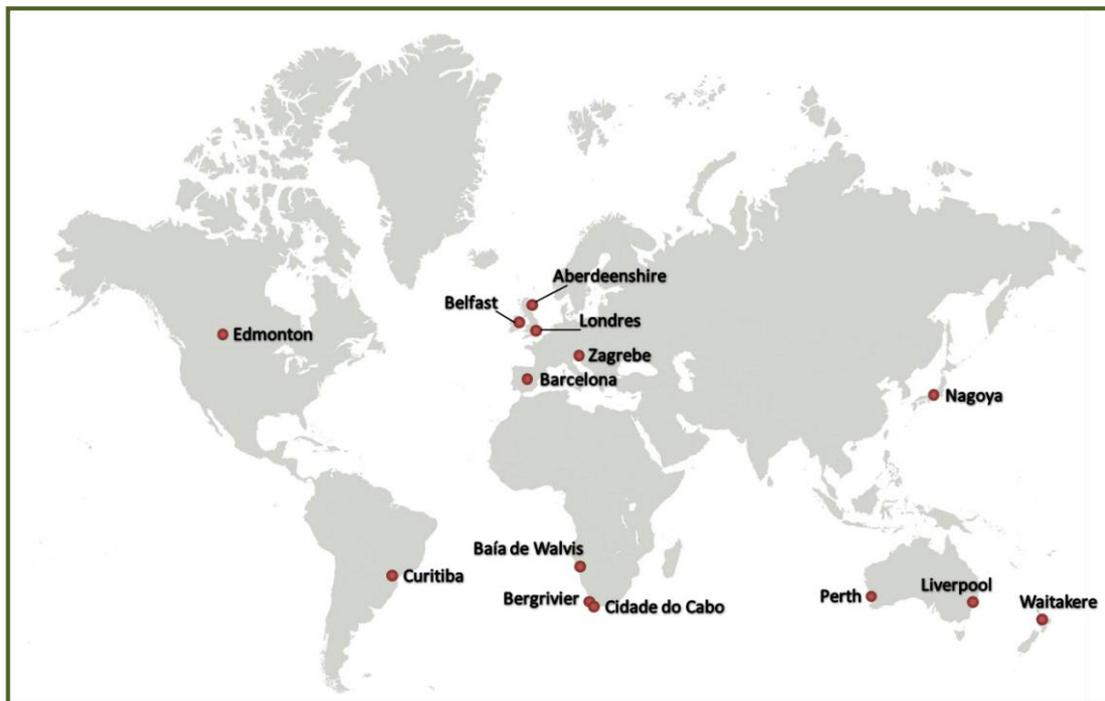 Aberdeenshire
Belfast
Londres
Edmonton
Zagrebe
Barcelona
Nagoya
Baía de Walvis
Curitiba
Bergrivier
Cidade do Cabo
Perth
Liverpool
Waitakere